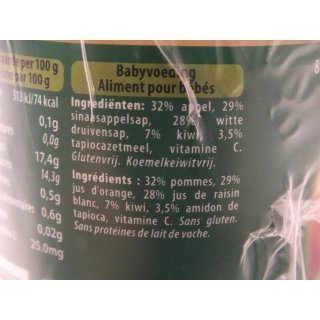 per 100 g
par 100 g
313 kJ/74 kcal
0,1g
0,0g
17,4g
14,3g
0,5g
0,6g
0,02g
25,0mg
Babyvoeding
Aliment pour bébés
Ingrediënten: 32% appel, 29%
sinaasappelsap, 28% witte
druivensap, 7% kiwi, 3,5%
tapiocazetmeel, vitamine C.
Glutenvrij. Koemelkeiwitvrij.
Ingrédients : 32% pommes, 29%
jus d'orange, 28% jus de raisin
blanc, 7% kiwi, 3,5% amidon de
tapioca, vitamine C. Sans gluten.
Sans protéines de lait de vache.
8